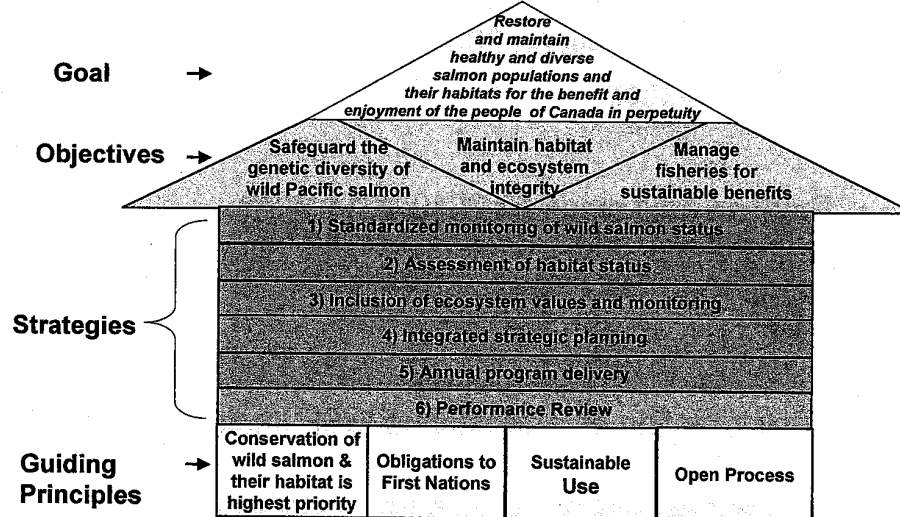 Goal
Restore
and maintain
healthy and diverse
salmon populations and
their habitats for the benefit and
enjoyment of the people of Canada in perpetuity
Objectives
Safeguard the
genetic diversity of
wild Pacific salmon
Maintain habitat
and ecosystem
integrity
Manage
fisheries for
sustainable benefits
Strategies
1) Standardized monitoring of wild salmon status
2) Assessment of habitat status
3) Inclusion of ecosystem values and monitoring
4) Integrated strategic planning
5) Annual program delivery
6) Performance Review
Guiding
Principles
Conservation of
wild salmon &
their habitat is
highest priority
Obligations to
First Nations
Sustainable
Use
Open Process